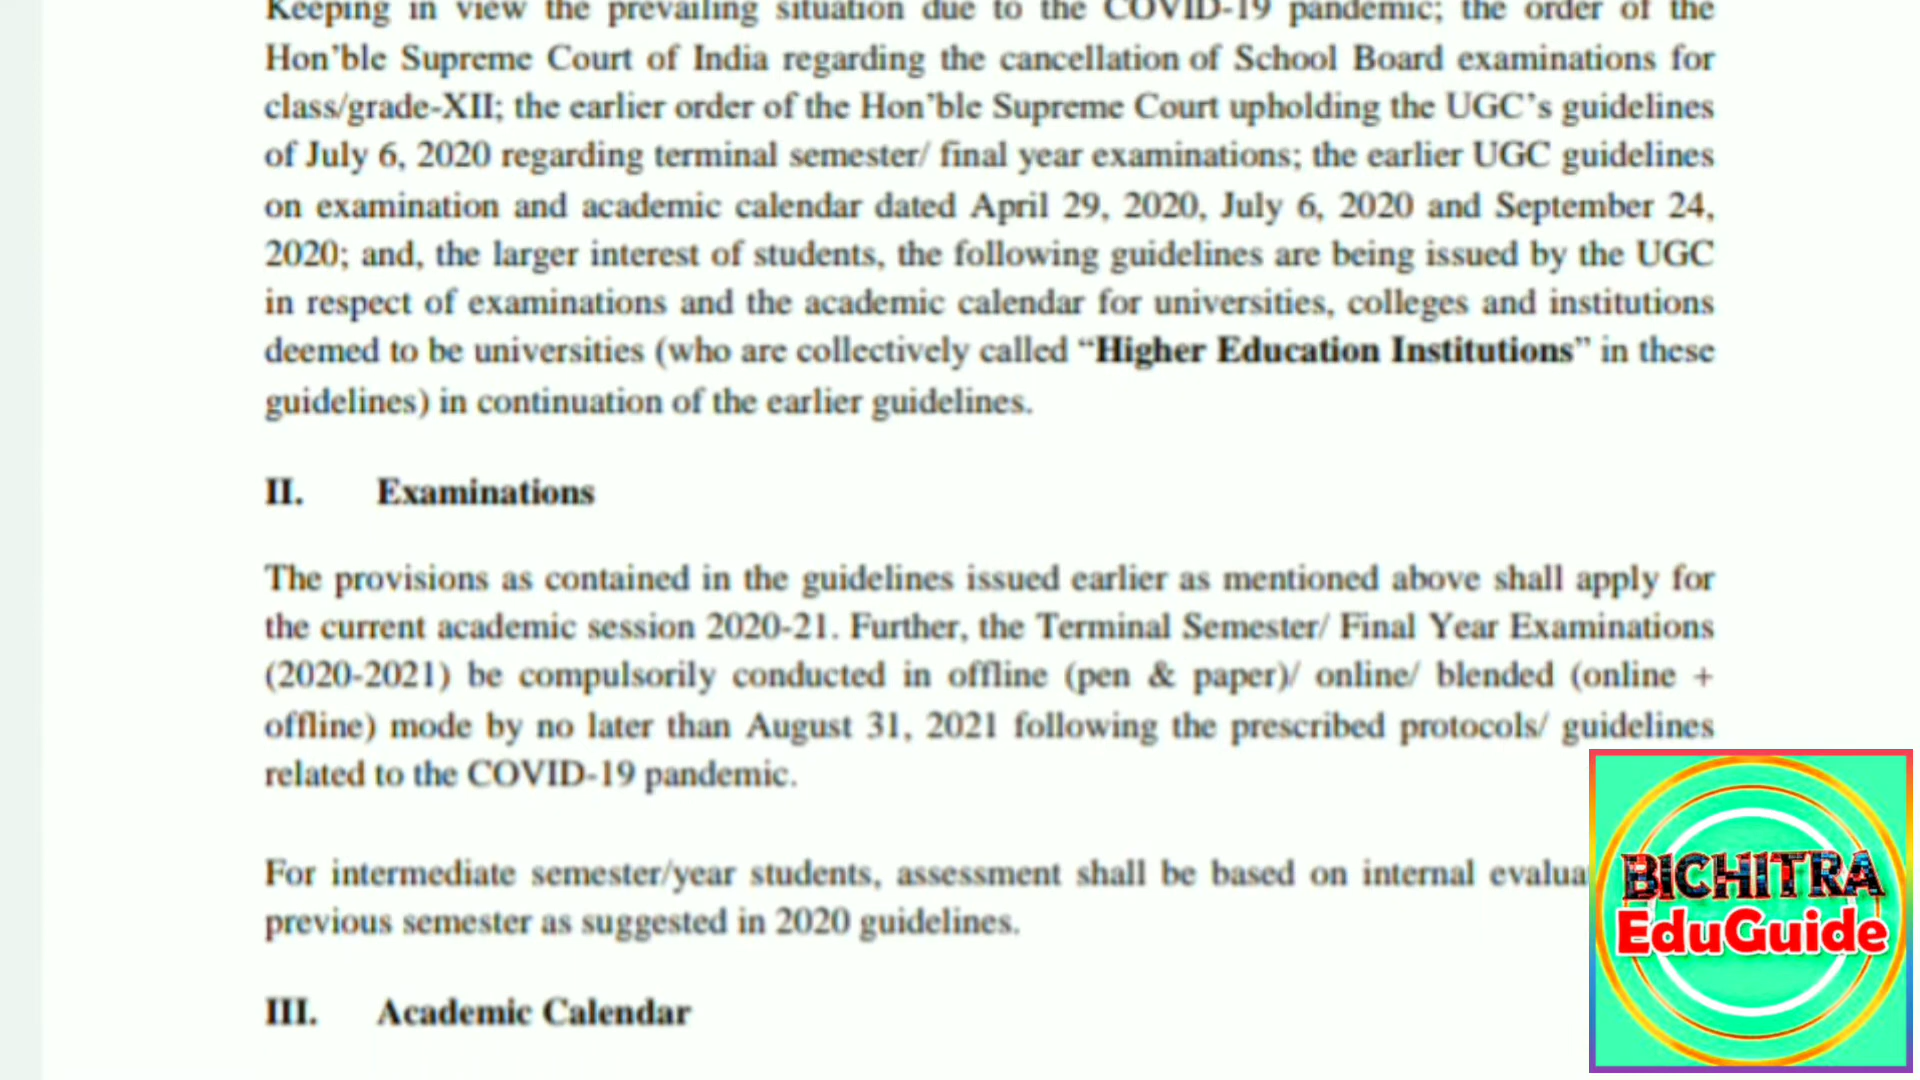 Keeping in view the prevailing situation due to the COVID-19 pandemic; the order of the
Hon'ble Supreme Court of India regarding the cancellation of School Board examinations for
class/grade-XII; the earlier order of the Hon'ble Supreme Court upholding the UGC's guidelines
of July 6, 2020 regarding terminal semester/ final year examinations; the earlier UGC guidelines
on examination and academic calendar dated April 29, 2020, July 6, 2020 and September 24,
2020; and, the larger interest of students, the following guidelines are being issued by the UGC
in respect of examinations and the academic calendar for universities, colleges and institutions
deemed to be universities (who are collectively called “Higher Education Institutions” in these
guidelines) in continuation of the earlier guidelines.
II. Examinations
The provisions as contained in the guidelines issued earlier as mentioned above shall apply for
the current academic session 2020-21. Further, the Terminal Semester/ Final Year Examinations
(2020-2021) be compulsorily conducted in offline (pen & paper)/ online/ blended (online +
offline) mode by no later than August 31, 2021 following the prescribed protocols/ guidelines
related to the COVID-19 pandemic.
For intermediate semester/year students, assessment shall be based on internal
previous semester as suggested in 2020 guidelines.
III. Academic Calendar
BICHITRA
EduGuide